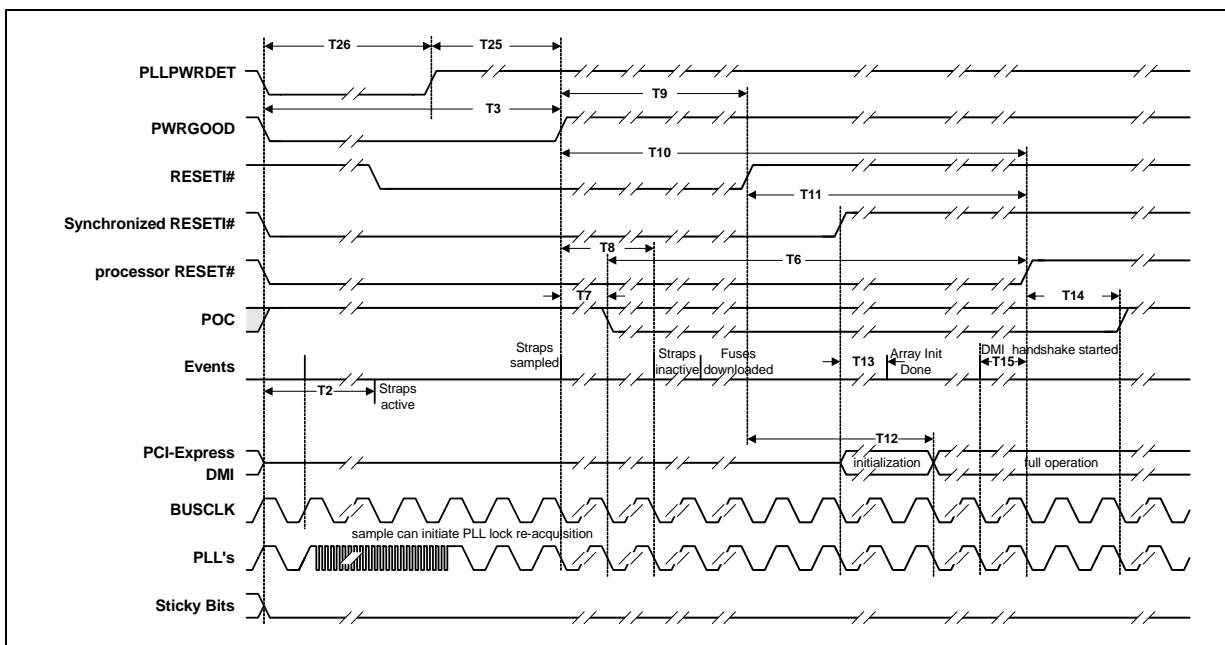 T26
T25
PLLPWRDET
T9
T3
PWRGOOD
T10
RESETI#
T11
Synchronized RESETI#
T8
T6
processor RESET#
T7
T14
POC
Straps
sampled
Straps
inactive
Fuses
downloaded
Array Init
Done
DMI handshake started
Events
T13
T15
T2
Straps
active
T12
PCI-Express
DMI
initialization
full operation
BUSCLK
sample can initiate PLL lock re-acquisition
PLL's
Sticky Bits